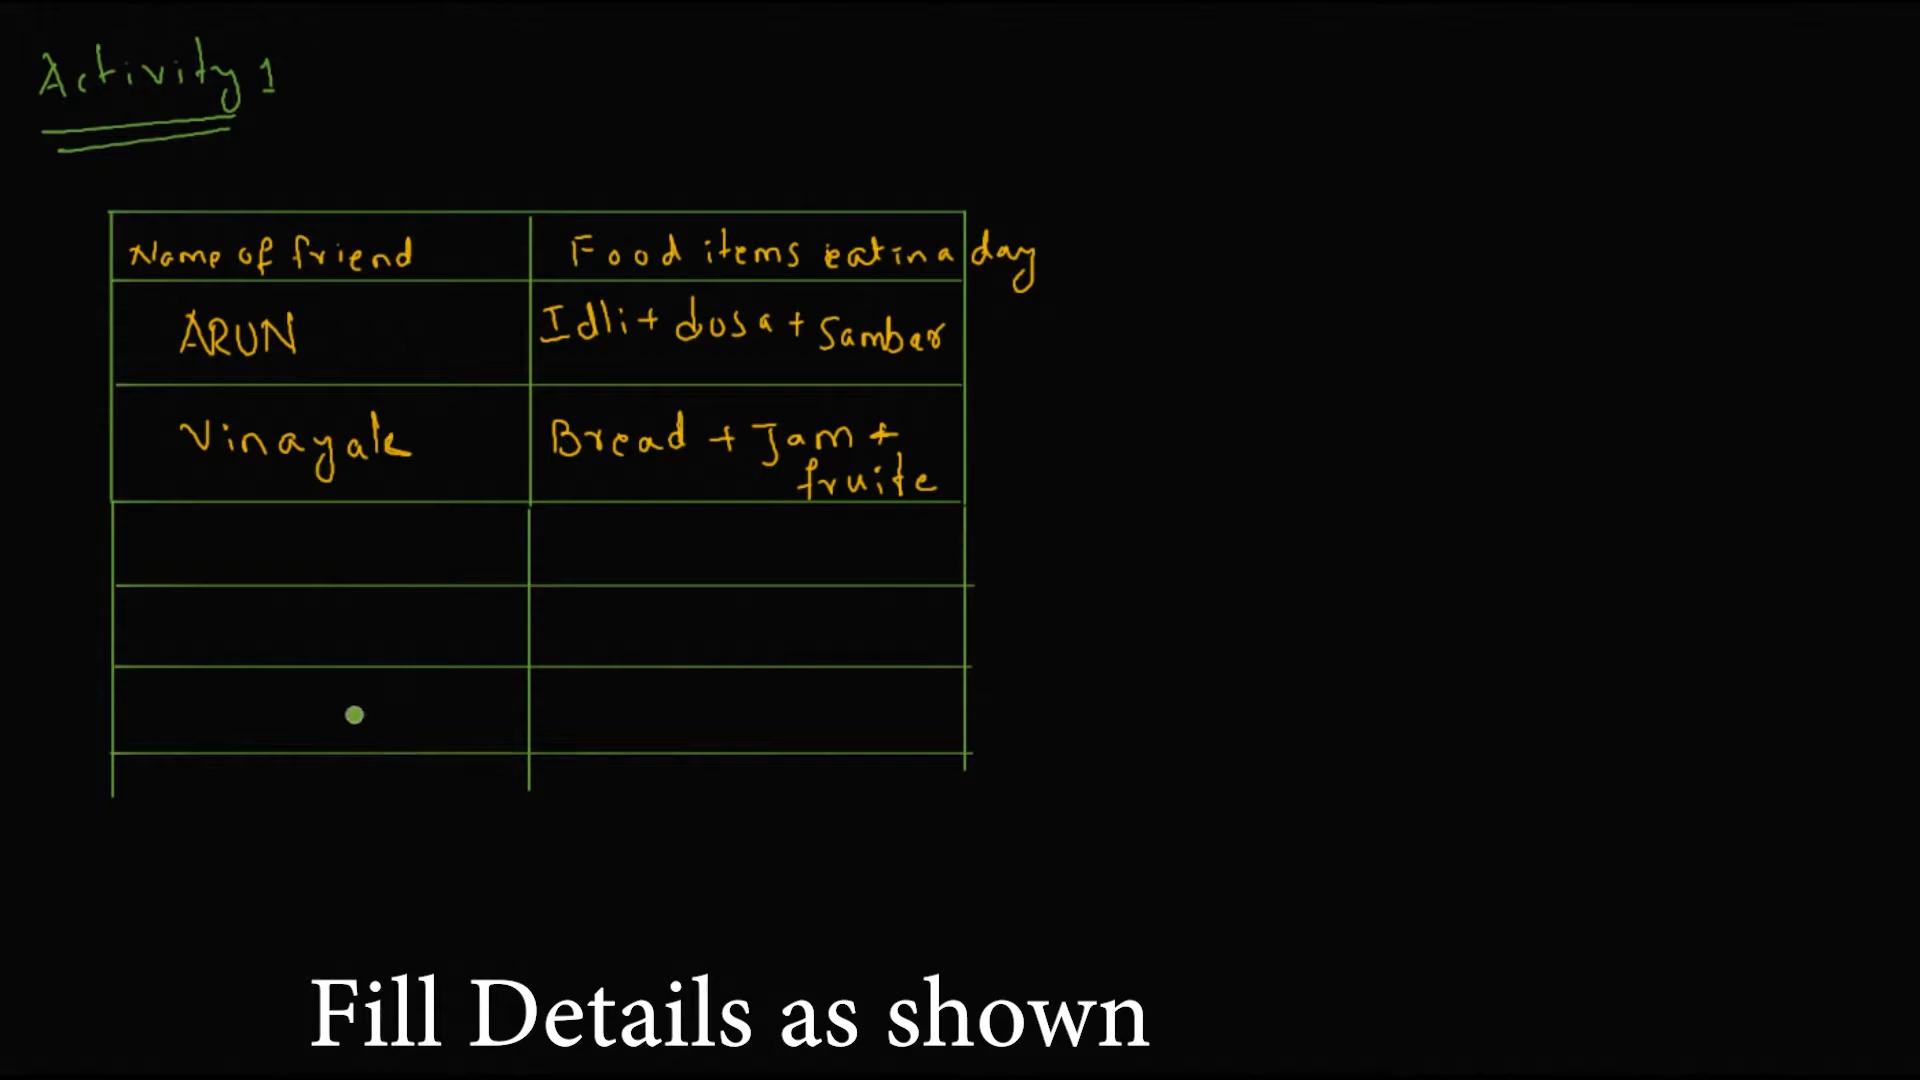 Activity 1
Name of friend Food items eat in a day
ARUN Idli + dosa + Sambar
Vinayak Bread + Jam +
fruite
Fill Details as shown